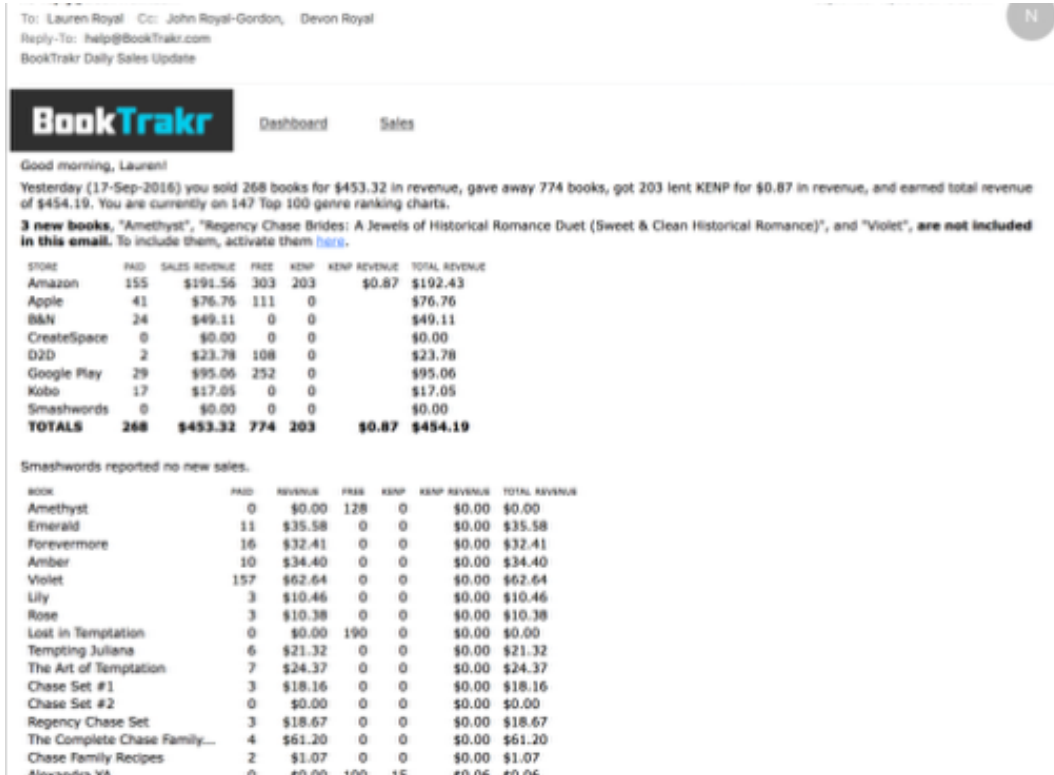 To: Lauren Royal Cc: John Royal-Gordon, Devon Royal
N
Reply-To: help@BookTrakr.com
BookTrakr Daily Sales Update
BookTrakr Dashboard Sales
Good morning, Lauren!
Yesterday (17-Sep-2016) you sold 268 books for $453.32 in revenue, gave away 774 books, got 203 lent KENP for $0.87 in revenue, and earned total revenue
of $454.19. You are currently on 147 Top 100 genre ranking charts.
3 new books, "Amethyst", "Regency Chase Brides: A Jewels of Historical Romance Duet (Sweet & Clean Historical Romance)", and "Violet", are not included
in this email. To include them, activate them here.
STORE PAID SALES REVENUE FREE KENP KENP REVENUE TOTAL REVENUE
Amazon 155 $191.56 303 203 $0.87 $192.43
Apple 41 $76.76 111 0 $76.76
B&N 24 $49.11 0 0 $49.11
CreateSpace 0 $0.00 0 0 $0.00
D2D 2 $23.78 108 0 $23.78
Google Play 29 $95.06 252 0 $95.06
Kobo 17 $17.05 0 0 $17.05
Smashwords 0 $0.00 0 0 $0.00
TOTALS 268 $453.32 774 203 $0.87 $454.19
Smashwords reported no new sales.
BOOK PAID REVENUE FREE KENP KENP REVENUE TOTAL REVENUE
Amethyst 0 $0.00 128 0 $0.00 $0.00
Emerald 11 $35.58 0 0 $0.00 $35.58
Forevermore 16 $32.41 0 0 $0.00 $32.41
Amber 10 $34.40 0 0 $0.00 $34.40
Violet 157 $62.64 0 0 $0.00 $62.64
Lily 3 $10.46 0 0 $0.00 $10.46
Rose 3 $10.38 0 0 $0.00 $10.38
Lost in Temptation 0 $0.00 190 0 $0.00 $0.00
Tempting Juliana 6 $21.32 0 0 $0.00 $21.32
The Art of Temptation 7 $24.37 0 0 $0.00 $24.37
Chase Set #1 3 $18.16 0 0 $0.00 $18.16
Chase Set #2 0 $0.00 0 0 $0.00 $0.00
Regency Chase Set 3 $18.67 0 0 $0.00 $18.67
The Complete Chase Family... 4 $61.20 0 0 $0.00 $61.20
Chase Family Recipes 2 $1.07 0 0 $0.00 $1.07
Alexandra YA 0 $0.00 100 15 $0.06 $0.06